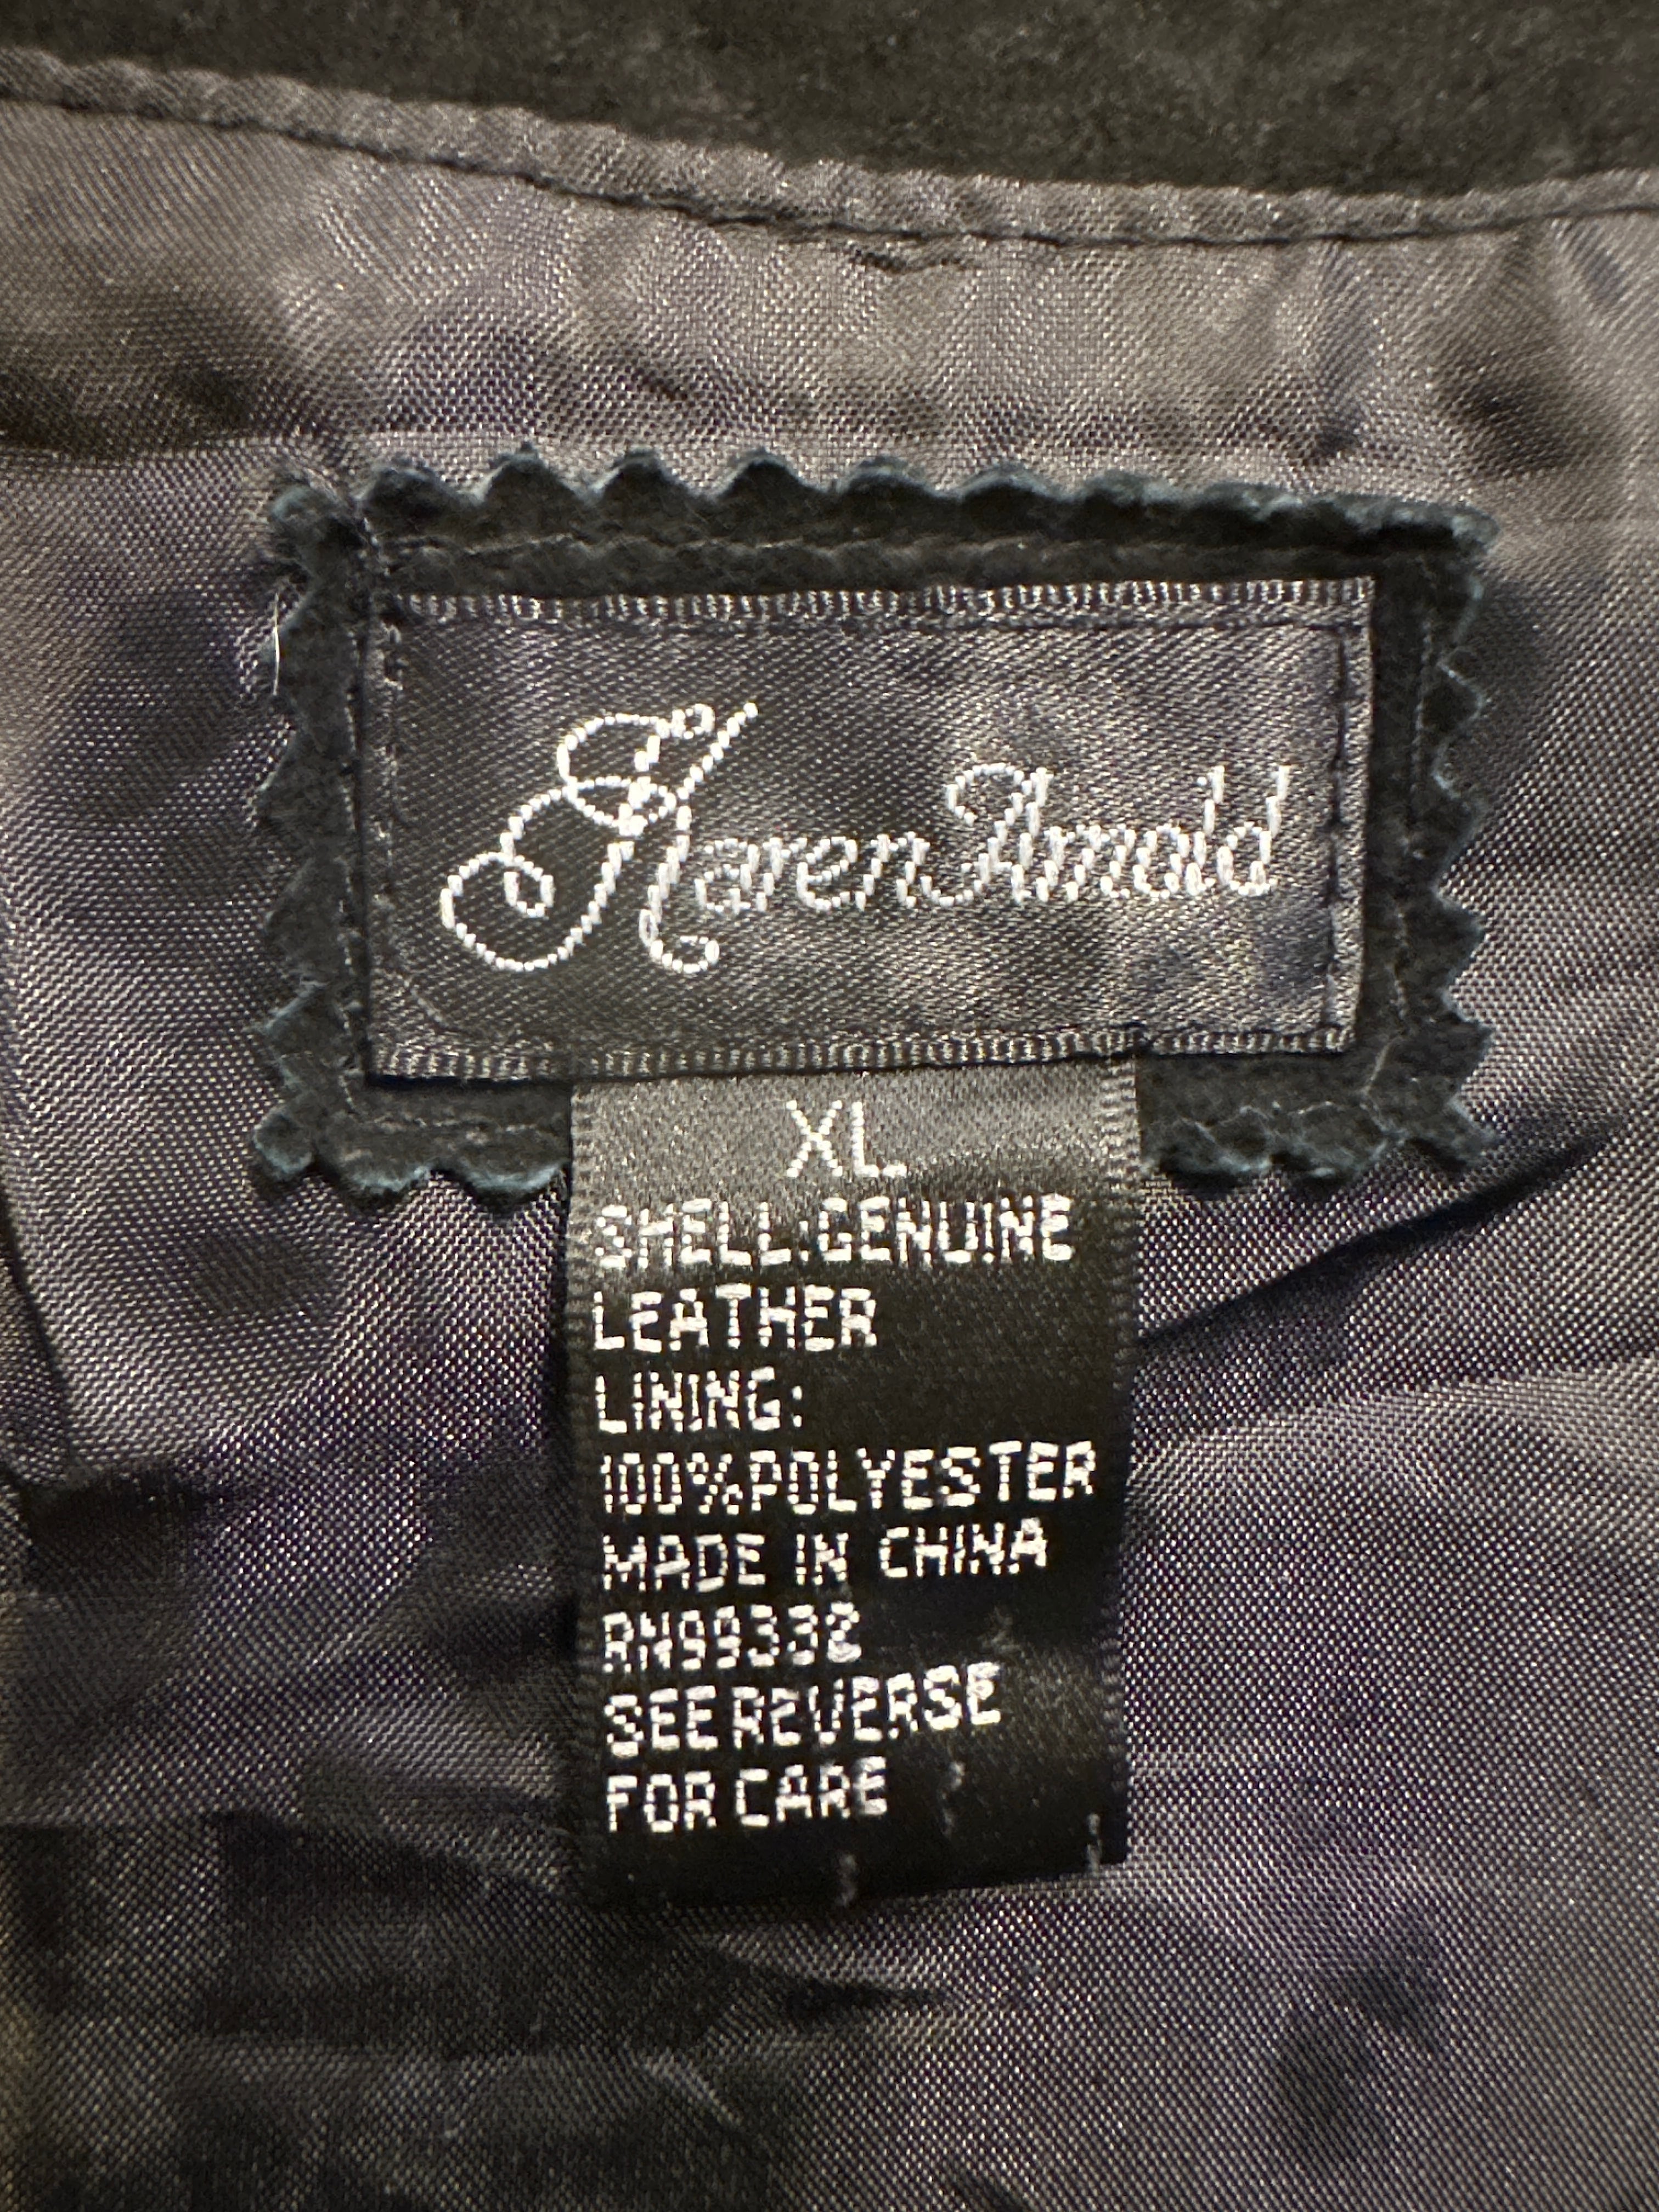 Karen Arnold
XL
SHELL:GENUINE
LEATHER
LINING:
100%POLYESTER
MADE IN CHINA
RN99332
SEE REVERSE
FOR CARE